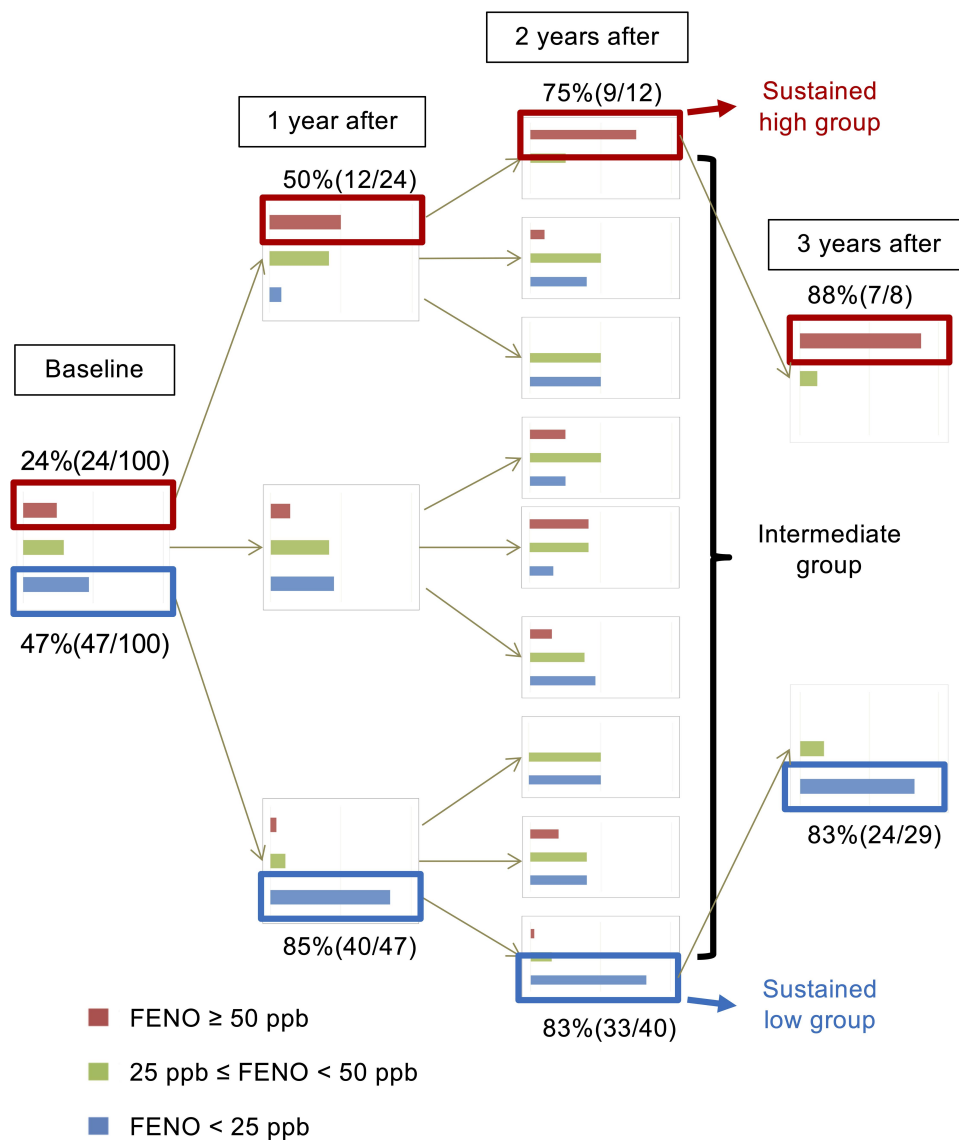 2 years after
75%(9/12)
Sustained
high group
1 year after
50%(12/24)
3 years after
88%(7/8)
Baseline
24%(24/100)
47%(47/100)
Intermediate
group
85%(40/47)
83%(24/29)
83%(33/40)
Sustained
low group
FENO ≥ 50 ppb
25 ppb ≤ FENO < 50 ppb
FENO < 25 ppb